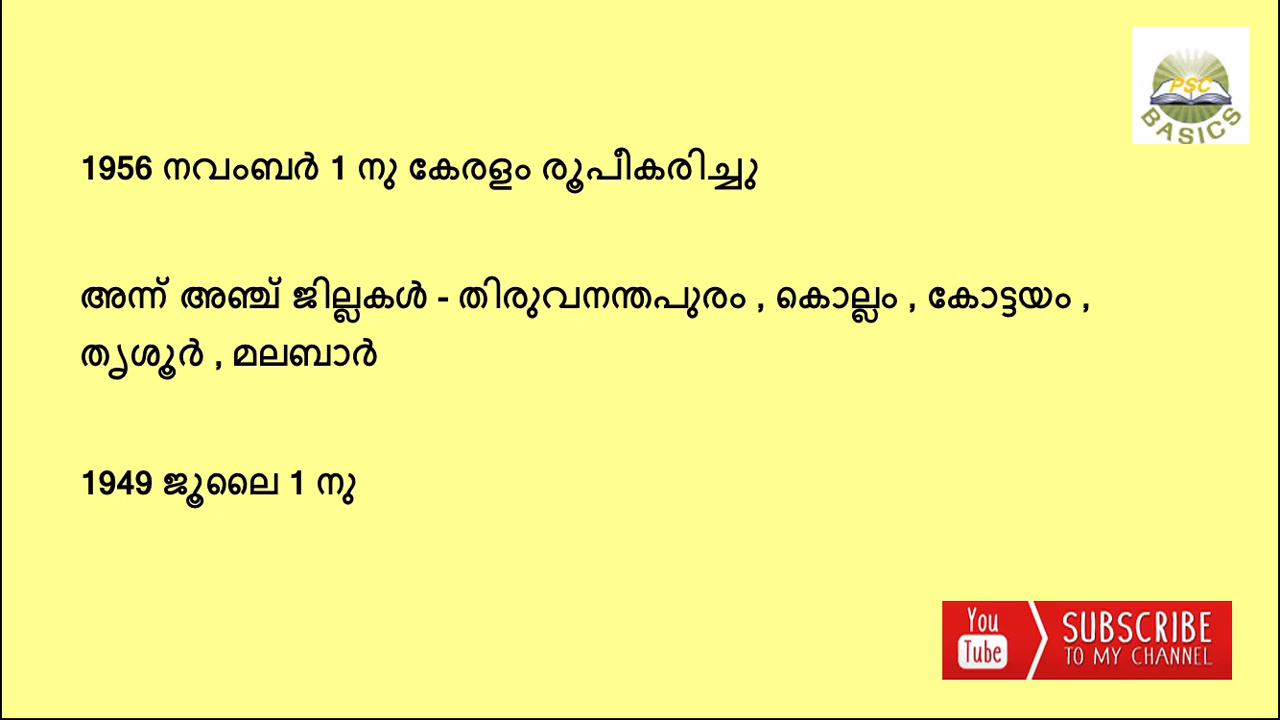 PSC
BASICS
1956 നവംബർ 1 നു കേരളം രൂപീകരിച്ചു
അന്ന് അഞ്ച് ജില്ലകൾ - തിരുവനന്തപുരം , കൊല്ലം , കോട്ടയം ,
തൃശൂർ , മലബാർ
1949 ജൂലൈ 1 നു
You
Tube
SUBSCRIBE
TO MY CHANNEL